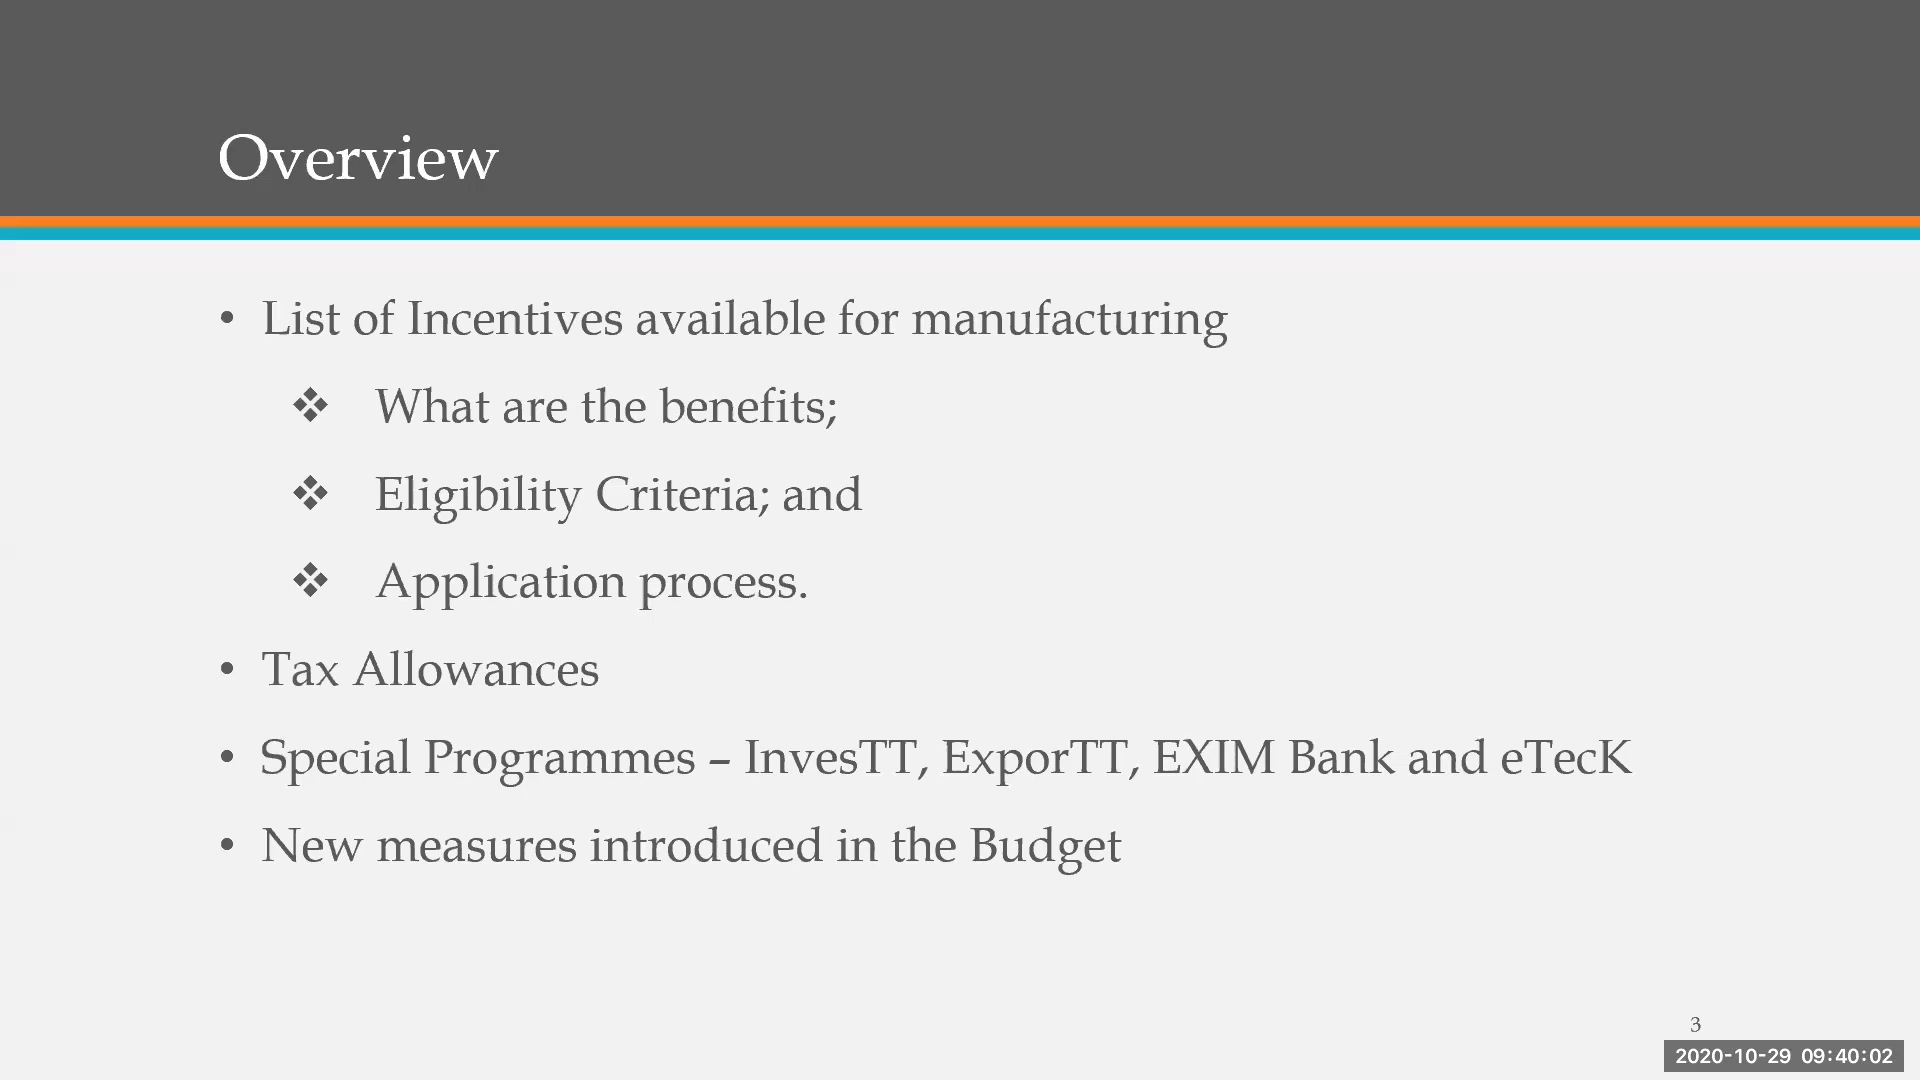 Overview
• List of Incentives available for manufacturing
❖ What are the benefits;
❖ Eligibility Criteria; and
❖ Application process.
• Tax Allowances
• Special Programmes – InvesTT, ExporTT, EXIM Bank and eTecK
• New measures introduced in the Budget
3
2020-10-29 09:40:02